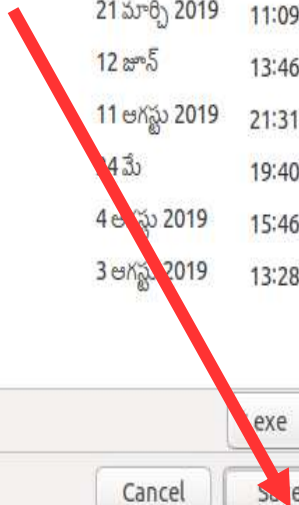 21 మార్చి 2019 11:09
12 జూన్ 13:46
11 ఆగస్టు 2019 21:31
మే 19:40
4 ఆగస్టు 2019 15:46
3 ఆగస్టు 2019 13:28
exe
Cancel Save